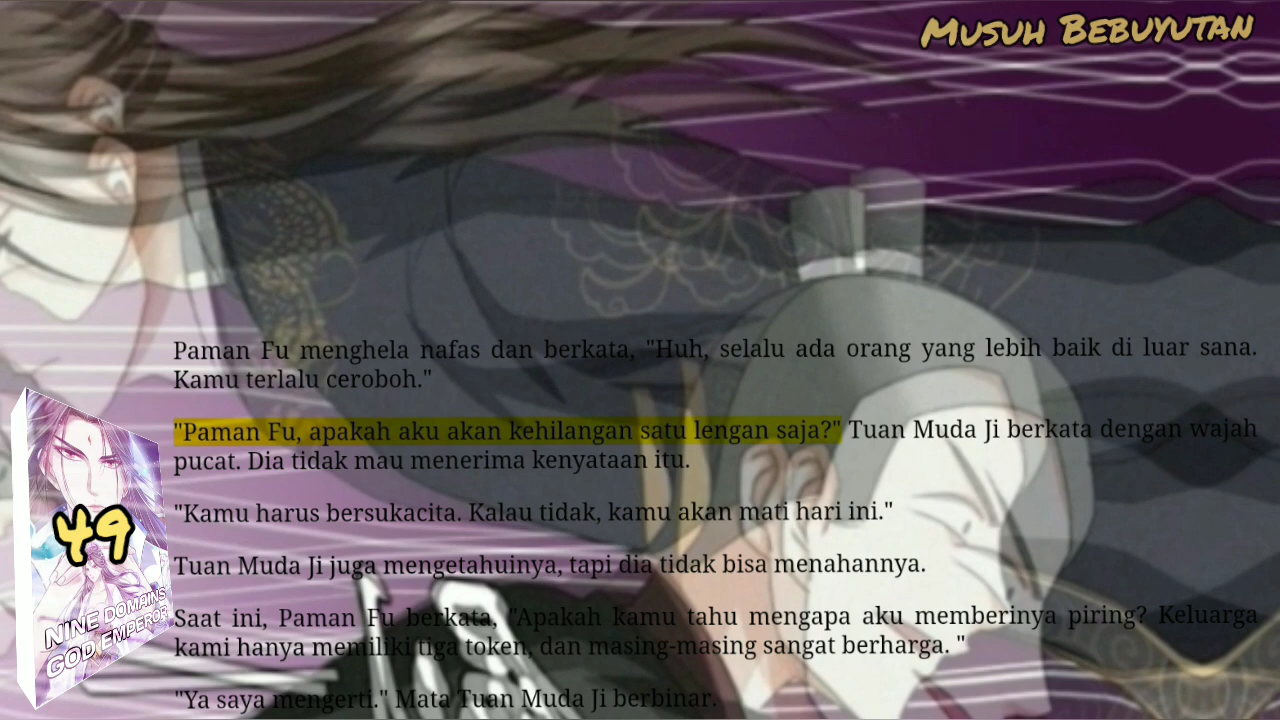 Musuh Bebuyutan
Paman Fu menghela nafas dan berkata, "Huh, selalu ada orang yang lebih baik di luar sana.
Kamu terlalu ceroboh."
"Paman Fu, apakah aku akan kehilangan satu lengan saja?" Tuan Muda Ji berkata dengan wajah
pucat. Dia tidak mau menerima kenyataan itu.
"Kamu harus bersukacita. Kalau tidak, kamu akan mati hari ini."
Tuan Muda Ji juga mengetahuinya, tapi dia tidak bisa menahannya.
Saat ini, Paman Fu berkata, "Apakah kamu tahu mengapa aku memberinya piring? Keluarga
kami hanya memiliki tiga token, dan masing-masing sangat berharga. "
"Ya saya mengerti." Mata Tuan Muda Ji berbinar.
49
NINE DOMAINS
GOD EMPEROR